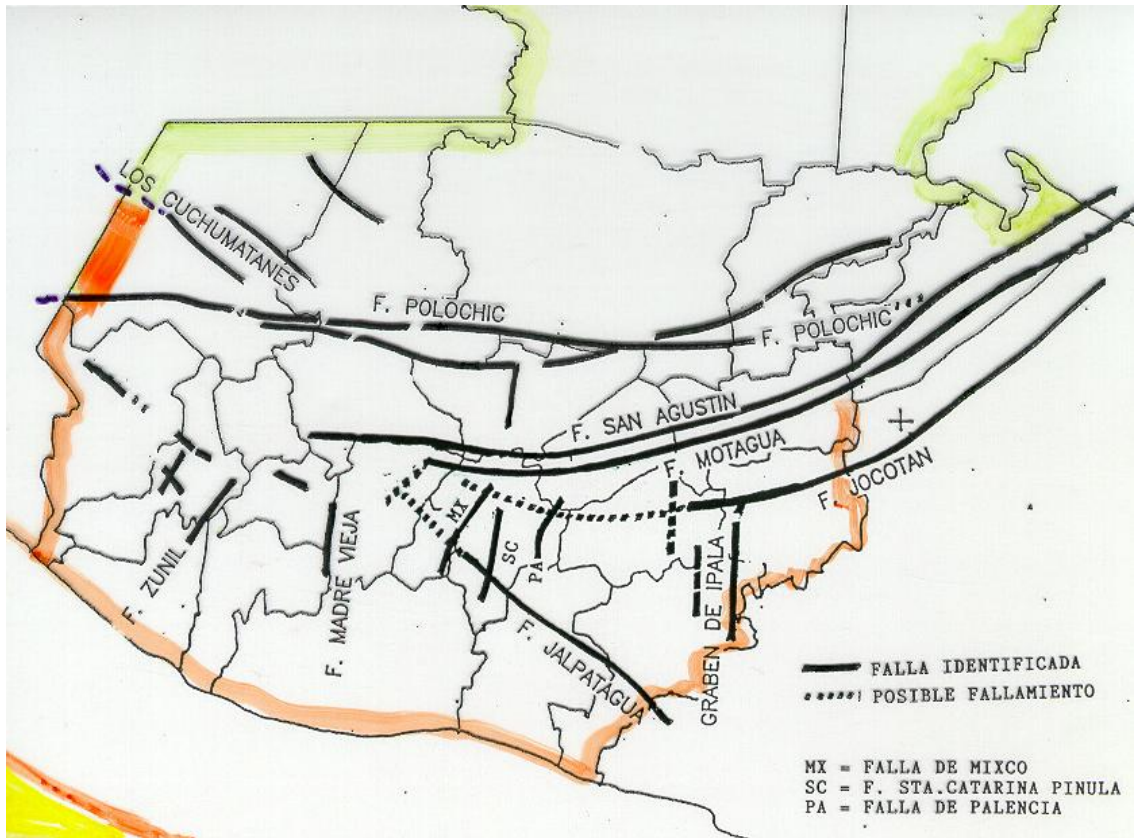 LOS CUCHUMATANES
F. POLOCHIC
F. POLOCHIC
F. SAN AGUSTIN
F. MOTAGUA
F. JOCOTAN
MX
SC
PA
F. ZUNIL
F. MADRE VIEJA
F. JALPATAGUA
GRABEN DE IPALA
FALLA IDENTIFICADA
POSIBLE FALLAMIENTO
MX = FALLA DE MIXCO
SC = F. STA.CATARINA PINULA
PA = FALLA DE PALENCIA